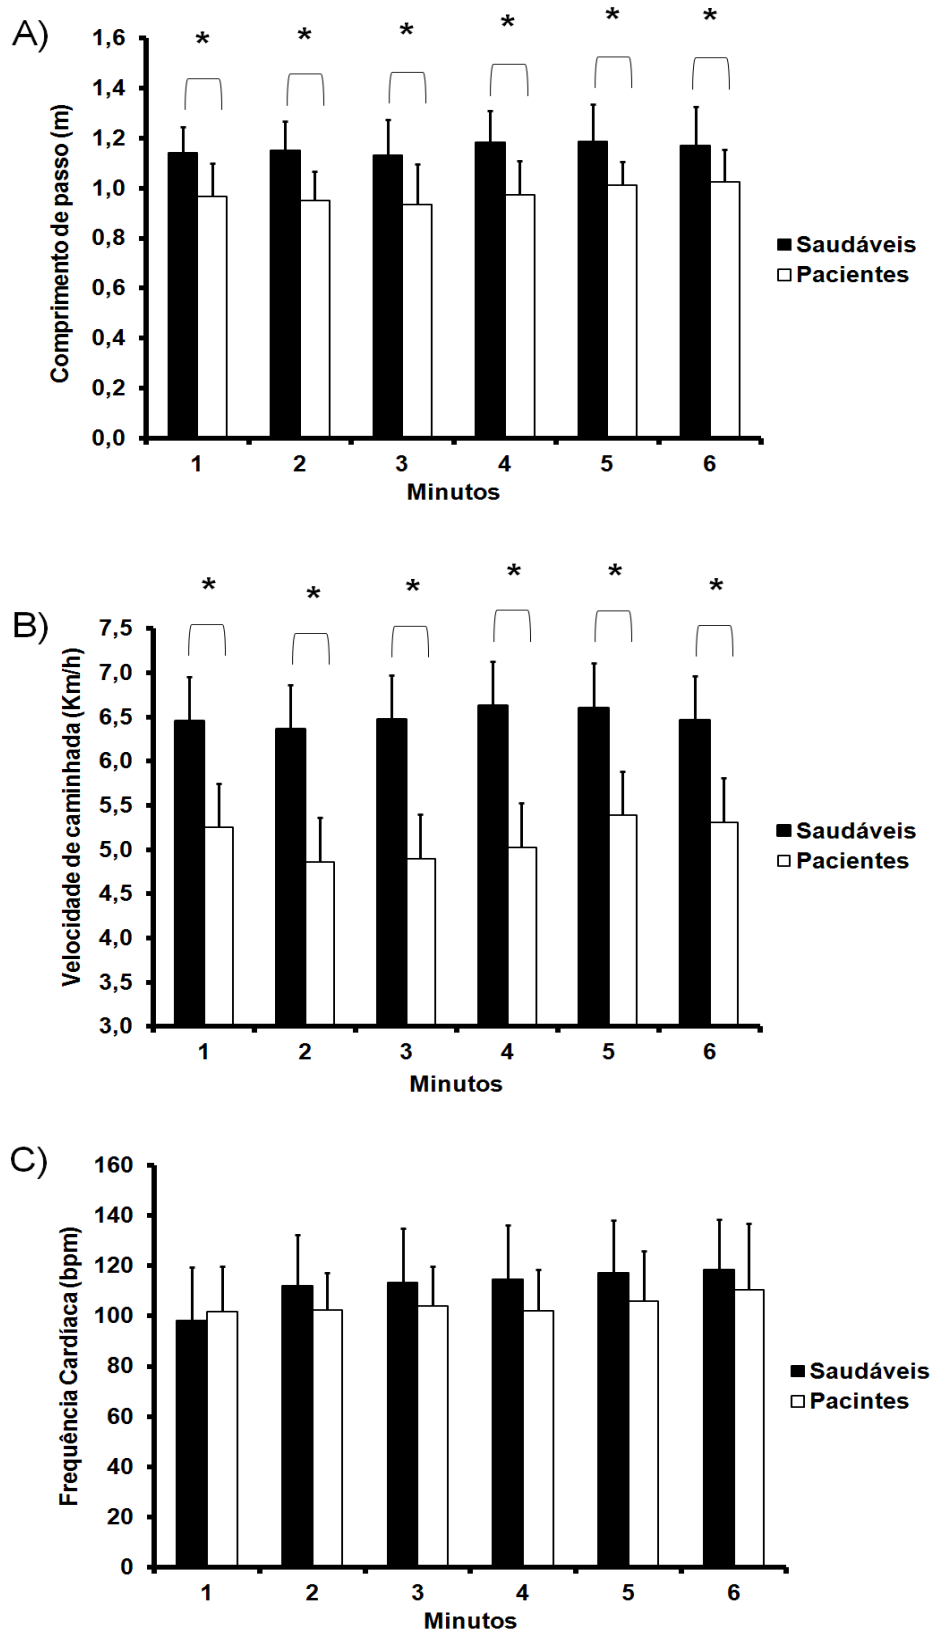 A)
1,6
1,4
1,2
1,0
0,8
0,6
0,4
0,2
0,0
Comprimento de passo (m)
* * * * * *
Saudáveis
Pacientes
1 2 3 4 5 6
Minutos
B)
7,5
7,0
6,5
6,0
5,5
5,0
4,5
4,0
3,5
3,0
Velocidade de caminhada (Km/h)
* * * * * *
Saudáveis
Pacientes
1 2 3 4 5 6
Minutos
C)
160
140
120
100
80
60
40
20
0
Frequência Cardíaca (bpm)
Saudáveis
Pacintes
1 2 3 4 5 6
Minutos